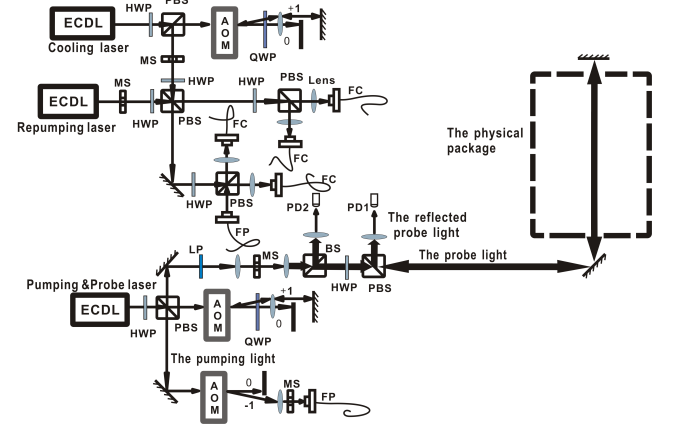 HWP
PBS
ECDL
Cooling laser
A
O
M
+1
0
QWP
MS
HWP
MS
HWP
PBS
Lens
FC
ECDL
Repumping laser
HWP
PBS
FC
FC
FC
HWP
PBS
FP
PD2
PD1
The reflected
probe light
The physical
package
LP
MS
BS
The probe light
HWP
PBS
Pumping &Probe laser
ECDL
HWP
PBS
A
O
M
+1
0
QWP
The pumping light
A
O
M
0
-1
MS
FP